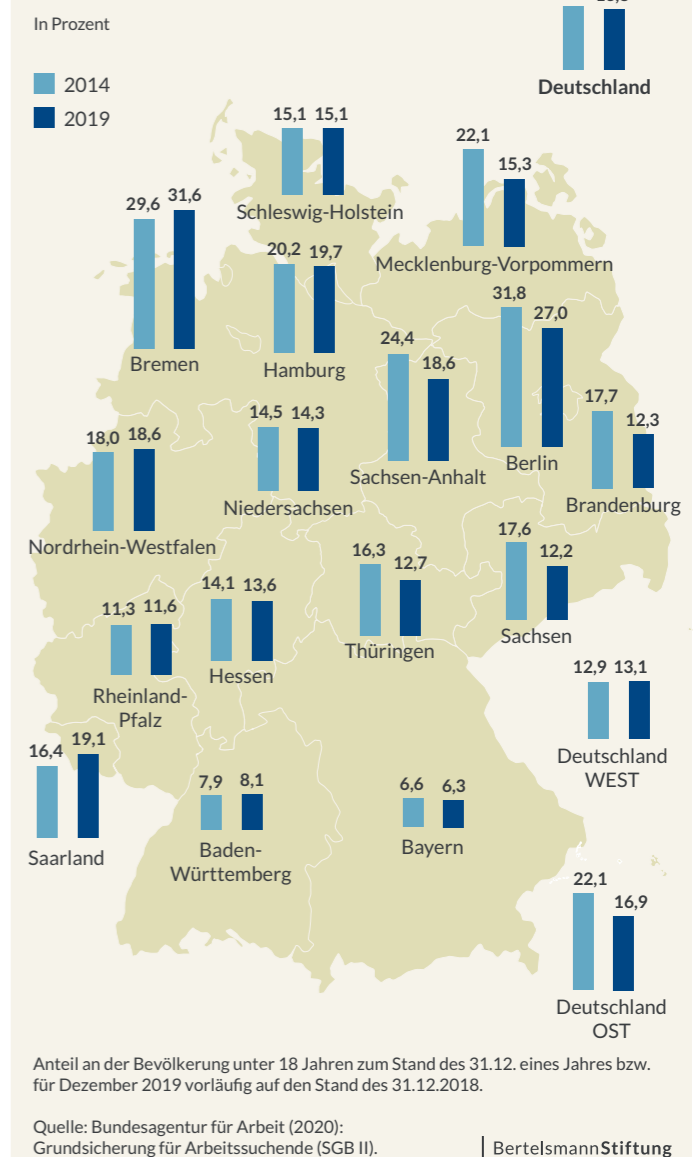 In Prozent
2014
2019
Deutschland
15,1 15,1
Schleswig-Holstein
22,1
15,3
Mecklenburg-Vorpommern
29,6
31,6
Bremen
20,2
19,7
Hamburg
31,8
27,0
Berlin
24,4
18,6
Sachsen-Anhalt
17,7
12,3
Brandenburg
14,5 14,3
Niedersachsen
18,0 18,6
Nordrhein-Westfalen
17,6
12,2
Sachsen
16,3
12,7
Thüringen
14,1 13,6
Hessen
11,3 11,6
Rheinland-
Pfalz
12,9 13,1
Deutschland
WEST
16,4
19,1
Saarland
7,9 8,1
Baden-
Württemberg
6,6 6,3
Bayern
22,1
16,9
Deutschland
OST
Anteil an der Bevölkerung unter 18 Jahren zum Stand des 31.12. eines Jahres bzw.
für Dezember 2019 vorläufig auf den Stand des 31.12.2018.
Quelle: Bundesagentur für Arbeit (2020):
Grundsicherung für Arbeitssuchende (SGB II).
BertelsmannStiftung